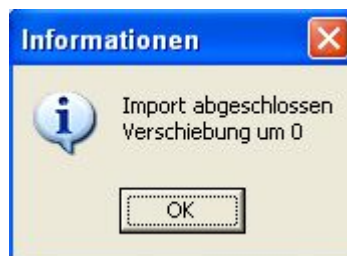 Informationen
Import abgeschlossen
Verschiebung um 0
OK